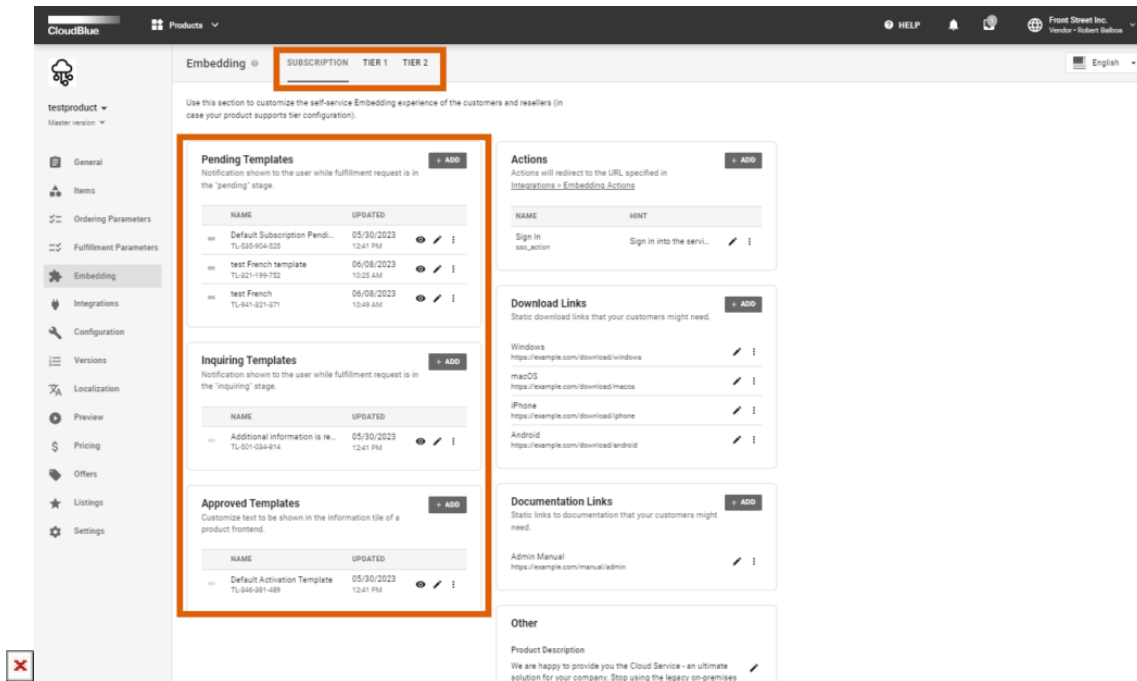 CloudBlue
Products
HELP
Front Street Inc.
Vendor - Robert Balboa
testproduct
Master version
General
Items
Ordering Parameters
Fulfillment Parameters
Embedding
Integrations
Configuration
Versions
Localization
Preview
Pricing
Offers
Listings
Settings
Embedding
SUBSCRIPTION TIER 1 TIER 2
English
Use this section to customize the self-service Embedding experience of the customers and resellers (in
case your product supports tier configuration).
Pending Templates
+ ADD
Notification shown to the user while fulfillment request is in
the "pending" stage.
NAME UPDATED
Default Subscription Pendi... 05/30/2023
TL-535-904-525 12:41 PM
test French template 06/08/2023
TL-321-199-752 10:25 AM
test French 06/08/2023
TL-941-321-371 10:49 AM
Inquiring Templates
+ ADD
Notification shown to the user while fulfillment request is in
the "inquiring" stage.
NAME UPDATED
Additional information is re... 05/30/2023
TL-501-034-814 12:41 PM
Approved Templates
+ ADD
Customize text to be shown in the information tile of a
product frontend.
NAME UPDATED
Default Activation Template 05/30/2023
TL-346-381-489 12:41 PM
Actions
+ ADD
Actions will redirect to the URL specified in
Integrations > Embedding Actions
NAME HINT
Sign In Sign in into the servi...
sso_action
Download Links
+ ADD
Static download links that your customers might need.
Windows
https://example.com/download/windows
macOS
https://example.com/download/macos
iPhone
https://example.com/download/iphone
Android
https://example.com/download/android
Documentation Links
+ ADD
Static links to documentation that your customers might
need.
Admin Manual
https://example.com/manual/admin
Other
Product Description
We are happy to provide you the Cloud Service - an ultimate
solution for your company. Stop using the legacy on-premises